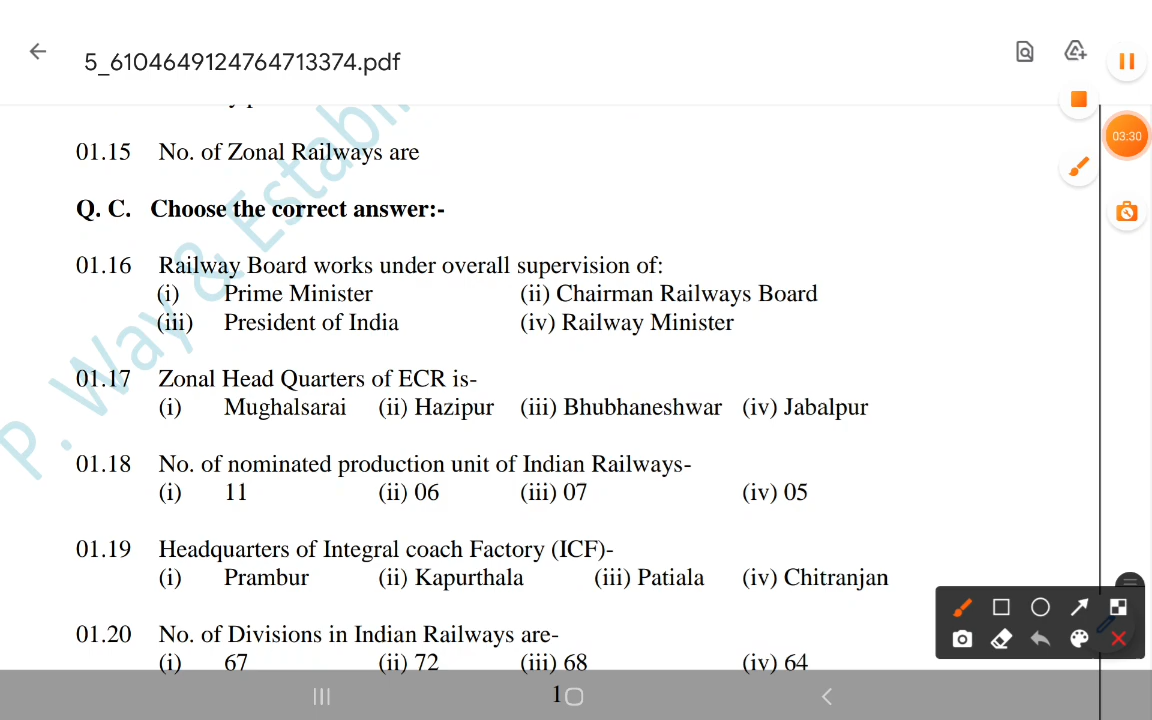 5_6104649124764713374.pdf
03:30
01.15 No. of Zonal Railways are
Q. C. Choose the correct answer:-
01.16 Railway Board works under overall supervision of:
(i) Prime Minister (ii) Chairman Railways Board
(iii) President of India (iv) Railway Minister
01.17 Zonal Head Quarters of ECR is-
(i) Mughalsarai (ii) Hazipur (iii) Bhubhaneshwar (iv) Jabalpur
01.18 No. of nominated production unit of Indian Railways-
(i) 11 (ii) 06 (iii) 07 (iv) 05
01.19 Headquarters of Integral coach Factory (ICF)-
(i) Prambur (ii) Kapurthala (iii) Patiala (iv) Chitranjan
01.20 No. of Divisions in Indian Railways are-
(i) 67 (ii) 72 (iii) 68 (iv) 64
1
P. Way & Establi